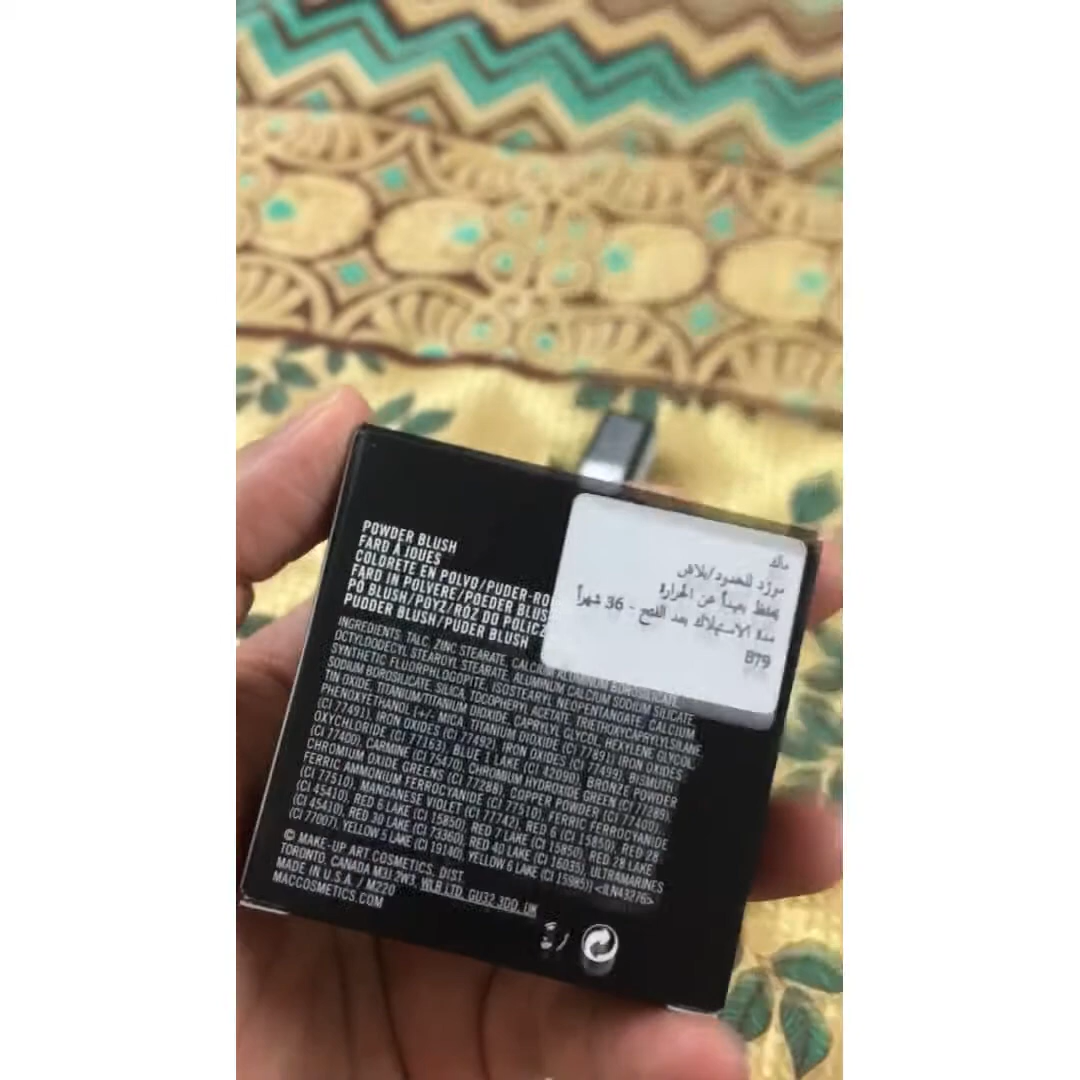 POWDER BLUSH
FARD À JOUES
COLORETE EN POLVO/PUDER-RO
FARD IN POLVERE/POEDER BLUS
PÓ BLUSH/POYZ/RÓŻ DO POLICZ
PUDDER BLUSH/PUDER BLUSH
ماك
مورد للخدود/بلاش
يحفظ بعيداً عن الحرارة
مدة الاستهلاك بعد الفتح - 36 شهراً
B79
INGREDIENTS: TALC, ZINC STEARATE, CALCIUM ALUMINUM BOROSILICATE,
OCTYLDODECYL STEAROYL STEARATE, ALUMINUM CALCIUM SODIUM SILICATE,
SYNTHETIC FLUORPHLOGOPITE, ISOSTEARYL NEOPENTANOATE, CALCIUM
SODIUM BOROSILICATE, SILICA, TOCOPHERYL ACETATE, TRIETHOXYCAPRYLYLSILANE,
TIN OXIDE, TITANIUM/TITANIUM DIOXIDE, CAPRYLYL GLYCOL, HEXYLENE GLYCOL,
PHENOXYETHANOL [+/- MICA, TITANIUM DIOXIDE (CI 77891), IRON OXIDES
(CI 77491), IRON OXIDES (CI 77492), IRON OXIDES (CI 77499), BISMUTH
OXYCHLORIDE (CI 77163), BLUE 1 LAKE (CI 42090), BRONZE POWDER
(CI 77400), CARMINE (CI 75470), CHROMIUM HYDROXIDE GREEN (CI 77289),
CHROMIUM OXIDE GREENS (CI 77288), COPPER POWDER (CI 77400),
FERRIC AMMONIUM FERROCYANIDE (CI 77510), FERRIC FERROCYANIDE
(CI 77510), MANGANESE VIOLET (CI 77742), RED 6 (CI 15850), RED 28
(CI 45410), RED 6 LAKE (CI 15850), RED 7 LAKE (CI 15850), RED 28 LAKE
(CI 45410), RED 30 LAKE (CI 73360), RED 40 LAKE (CI 16035), ULTRAMARINES
(CI 77007), YELLOW 5 LAKE (CI 19140), YELLOW 6 LAKE (CI 15985)] <ILN43276>
© MAKE-UP ART COSMETICS, DIST.
TORONTO, CANADA M3J 2W3, WLB LTD. GU32 3DD, UK
MADE IN U.S.A. / M220
MACCOSMETICS.COM